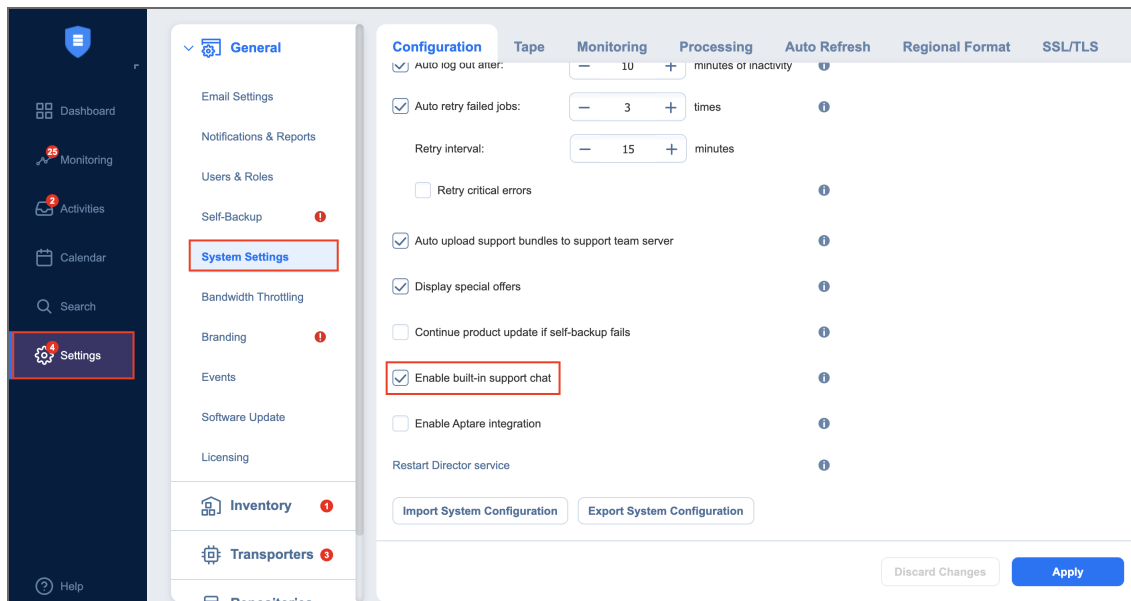 Dashboard
25
Monitoring
2
Activities
Calendar
Search
4
Settings
Help
General
Email Settings
Notifications & Reports
Users & Roles
Self-Backup
System Settings
Bandwidth Throttling
Branding
Events
Software Update
Licensing
Inventory 1
Transporters 3
Repositories
Configuration Tape Monitoring Processing Auto Refresh Regional Format SSL/TLS
Auto log out after: − 10 + minutes of inactivity
Auto retry failed jobs: − 3 + times
Retry interval: − 15 + minutes
Retry critical errors
Auto upload support bundles to support team server
Display special offers
Continue product update if self-backup fails
Enable built-in support chat
Enable Aptare integration
Restart Director service
Import System Configuration Export System Configuration
Discard Changes Apply